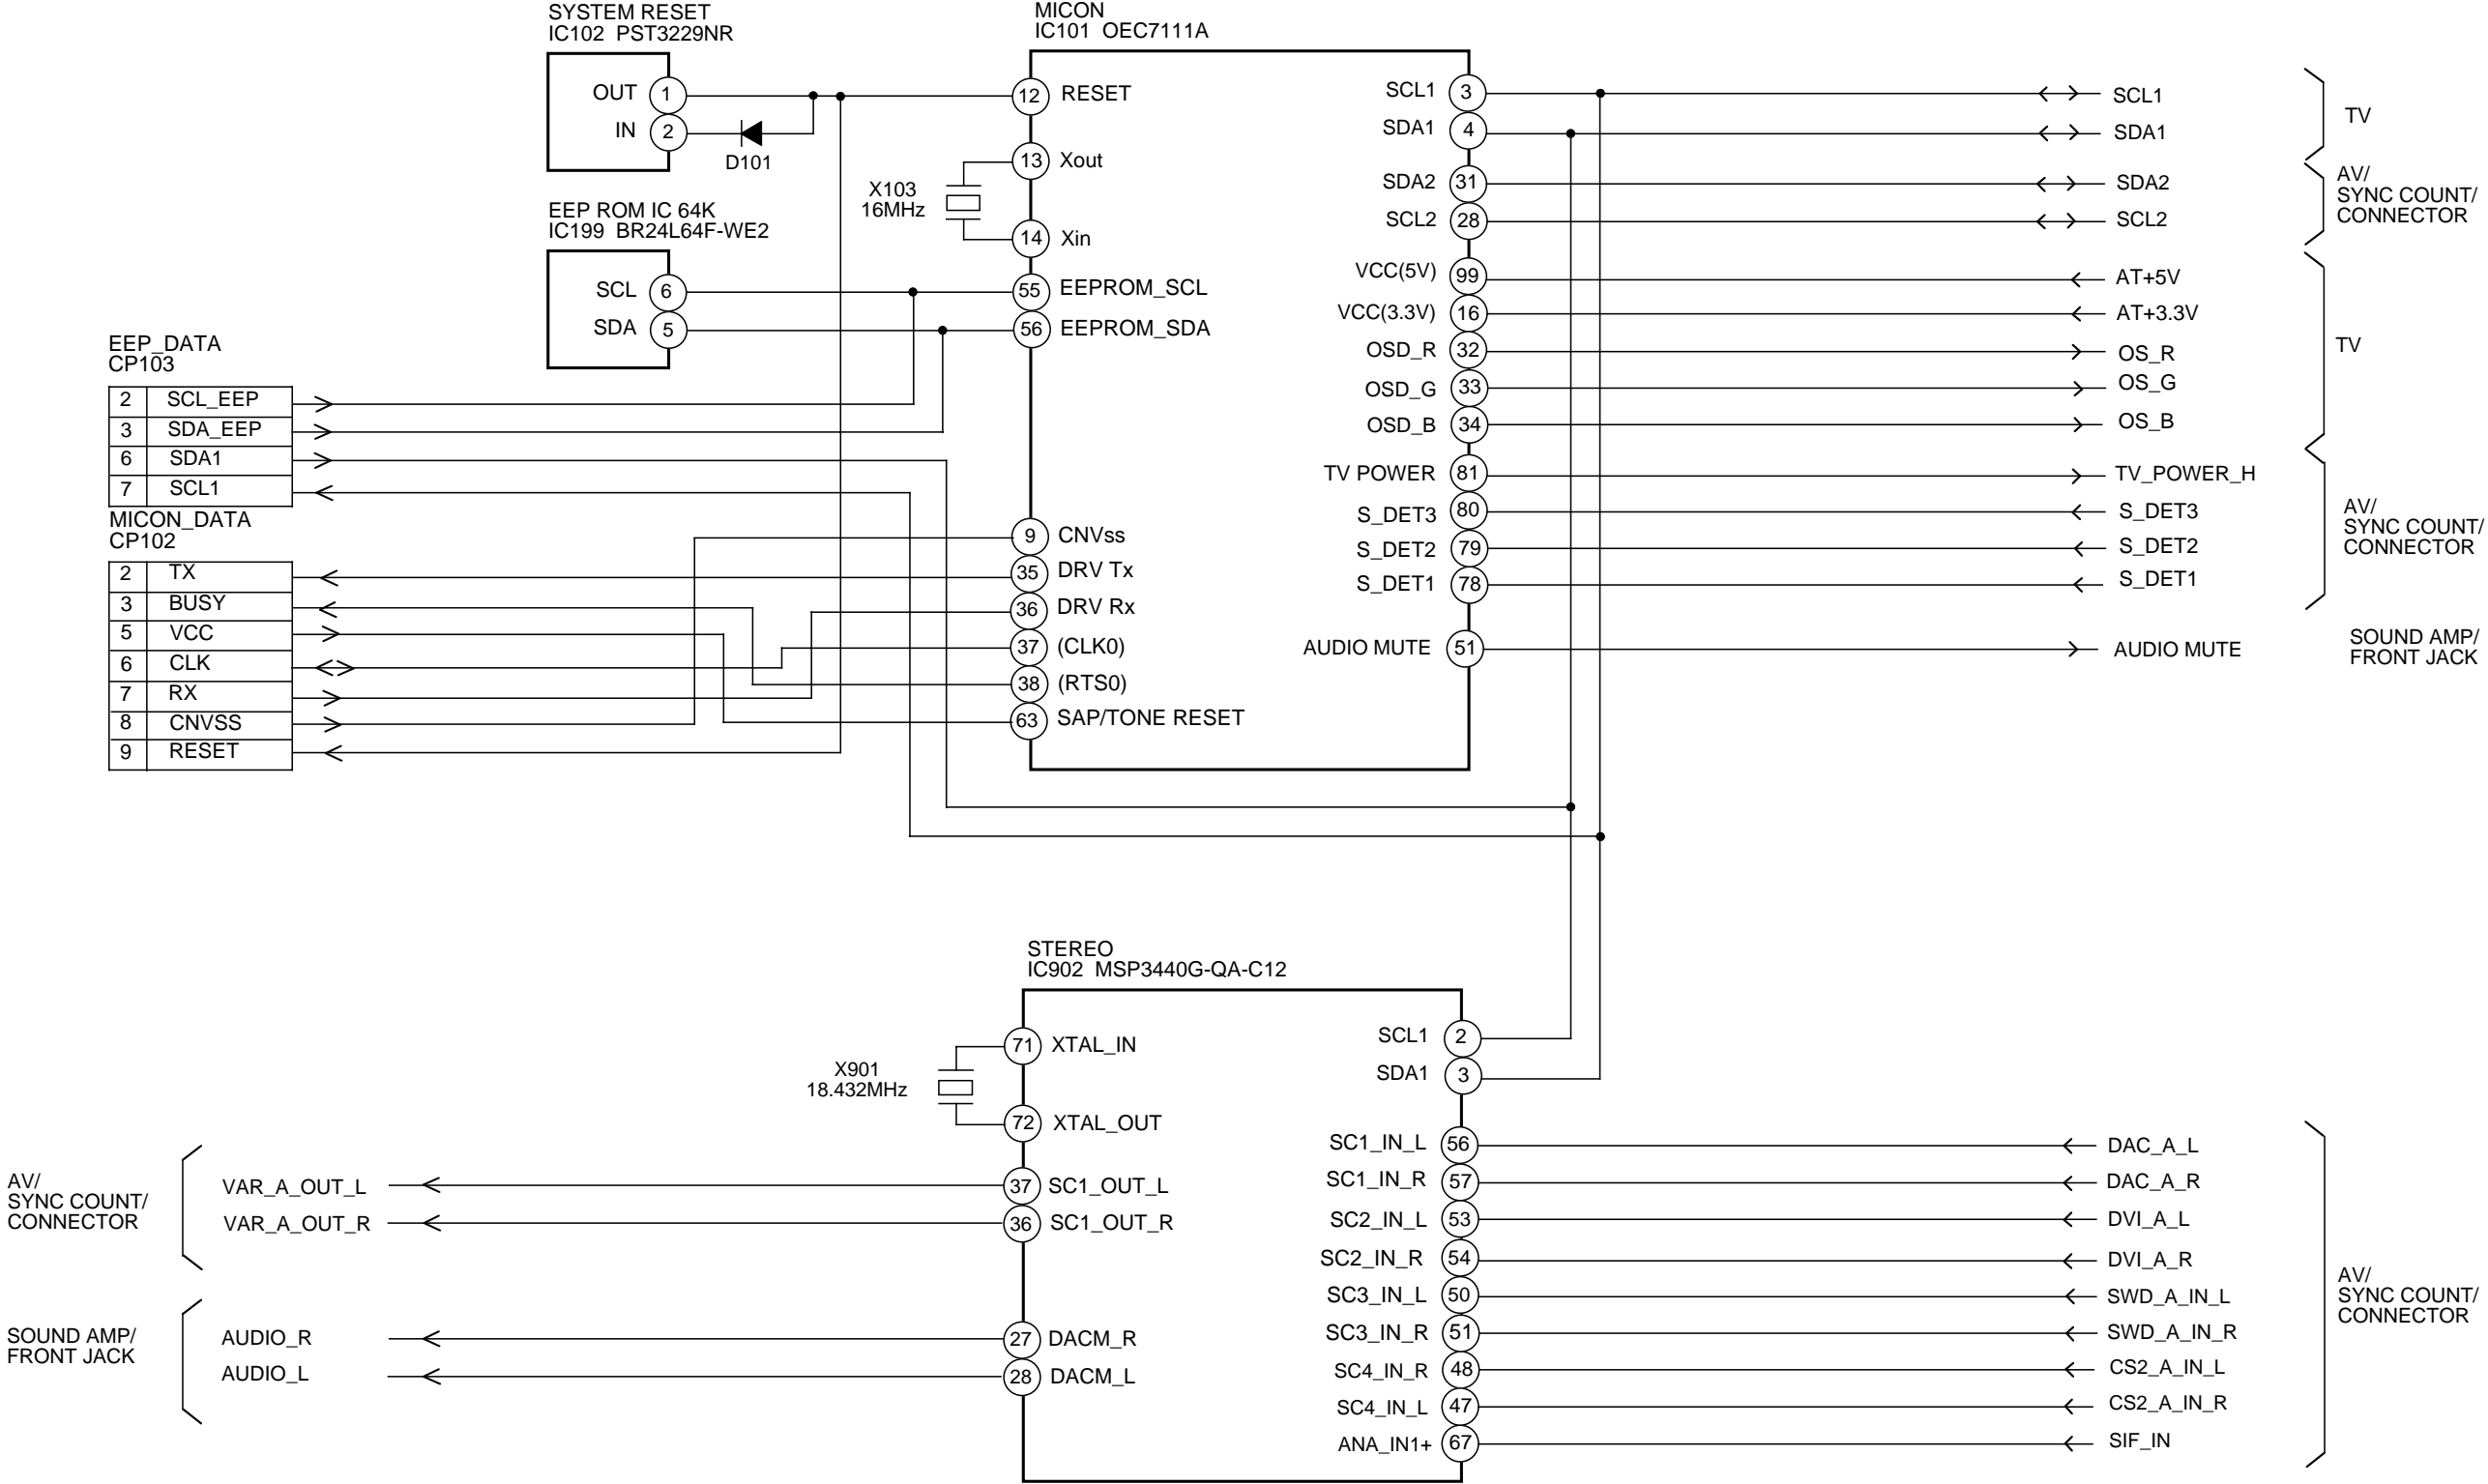 SYSTEM RESET
IC102 PST3229NR
OUT 1
IN 2
D101
EEP ROM IC 64K
IC199 BR24L64F-WE2
SCL 6
SDA 5
X103
16MHz
EEP_DATA
CP103
2 SCL_EEP
3 SDA_EEP
6 SDA1
7 SCL1
MICON_DATA
CP102
2 TX
3 BUSY
5 VCC
6 CLK
7 RX
8 CNVSS
9 RESET
MICON
IC101 OEC7111A
12 RESET
13 Xout
14 Xin
55 EEPROM_SCL
56 EEPROM_SDA
9 CNVss
35 DRV Tx
36 DRV Rx
37 (CLK0)
38 (RTS0)
63 SAP/TONE RESET
SCL1 3 SCL1
SDA1 4 SDA1
TV
SDA2 31 SDA2
SCL2 28 SCL2
AV/
SYNC COUNT/
CONNECTOR
VCC(5V) 99 AT+5V
VCC(3.3V) 16 AT+3.3V
OSD_R 32 OS_R
OSD_G 33 OS_G
OSD_B 34 OS_B
TV
TV POWER 81 TV_POWER_H
S_DET3 80 S_DET3
S_DET2 79 S_DET2
S_DET1 78 S_DET1
AV/
SYNC COUNT/
CONNECTOR
AUDIO MUTE 51 AUDIO MUTE
SOUND AMP/
FRONT JACK
STEREO
IC902 MSP3440G-QA-C12
X901
18.432MHz
71 XTAL_IN
72 XTAL_OUT
AV/
SYNC COUNT/
CONNECTOR
VAR_A_OUT_L 37 SC1_OUT_L
VAR_A_OUT_R 36 SC1_OUT_R
SOUND AMP/
FRONT JACK
AUDIO_R 27 DACM_R
AUDIO_L 28 DACM_L
SCL1 2
SDA1 3
SC1_IN_L 56 DAC_A_L
SC1_IN_R 57 DAC_A_R
SC2_IN_L 53 DVI_A_L
SC2_IN_R 54 DVI_A_R
SC3_IN_L 50 SWD_A_IN_L
SC3_IN_R 51 SWD_A_IN_R
SC4_IN_R 48 CS2_A_IN_L
SC4_IN_L 47 CS2_A_IN_R
ANA_IN1+ 67 SIF_IN
AV/
SYNC COUNT/
CONNECTOR